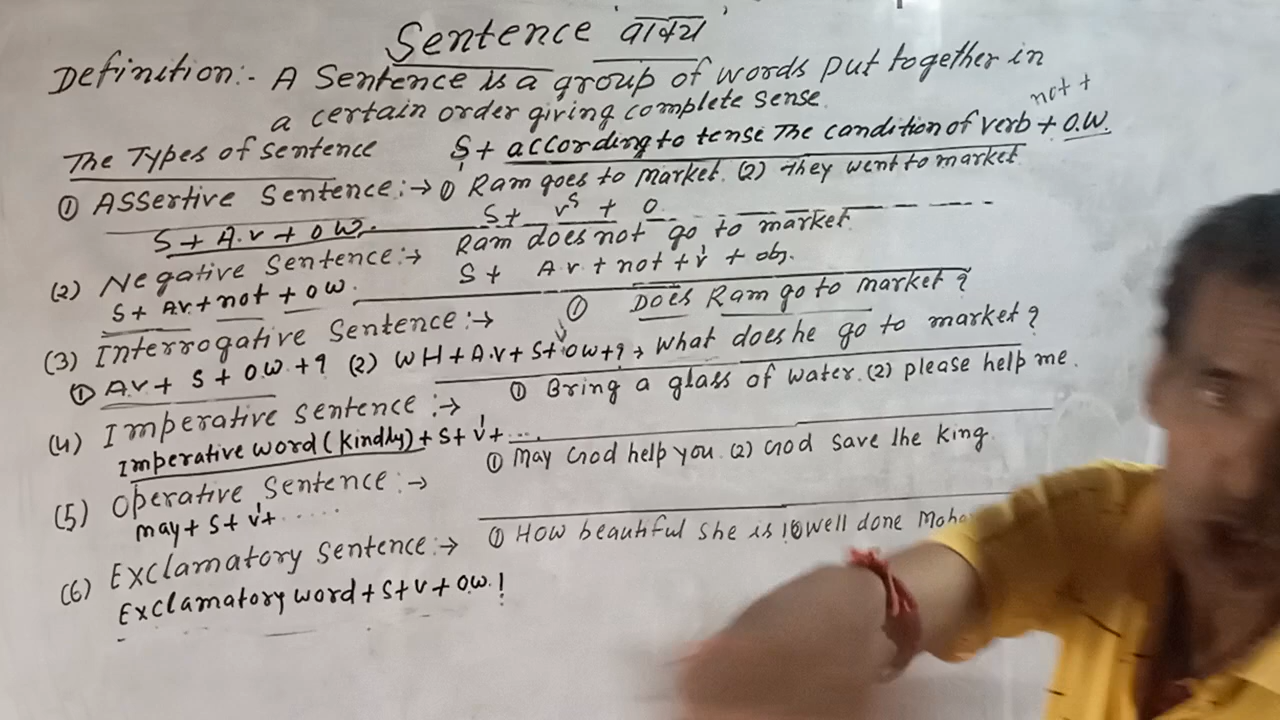 Sentence 'वाक्य'
Definition:- A Sentence is a group of words put together in
a certain order giving complete sense.
not +
The Types of sentence S + according to tense The condition of verb + O.W.
① Assertive Sentence:→ ① Ram goes to market. (2) They went to market
S + A.V + OW. S + v^s + O
(2) Negative Sentence:→ Ram does not go to market.
S + Av + not + OW. S + A.v + not + v' + obj.
(3) Interrogative Sentence:→ ① Does Ram go to market?
① A.V + S + O.W + ? (2) WH + A.V + S + OW + ? → What does he go to market?
(4) Imperative sentence:→ ① Bring a glass of water. (2) please help me.
Imperative word (kindly) + S + v' + ....
(5) Operative Sentence:→ ① May God help you. (2) God save the king
may + S + v' + .....
(6) Exclamatory sentence:→ ① How beautiful she is! ② well done
Exclamatory word + S + V + O.W. !